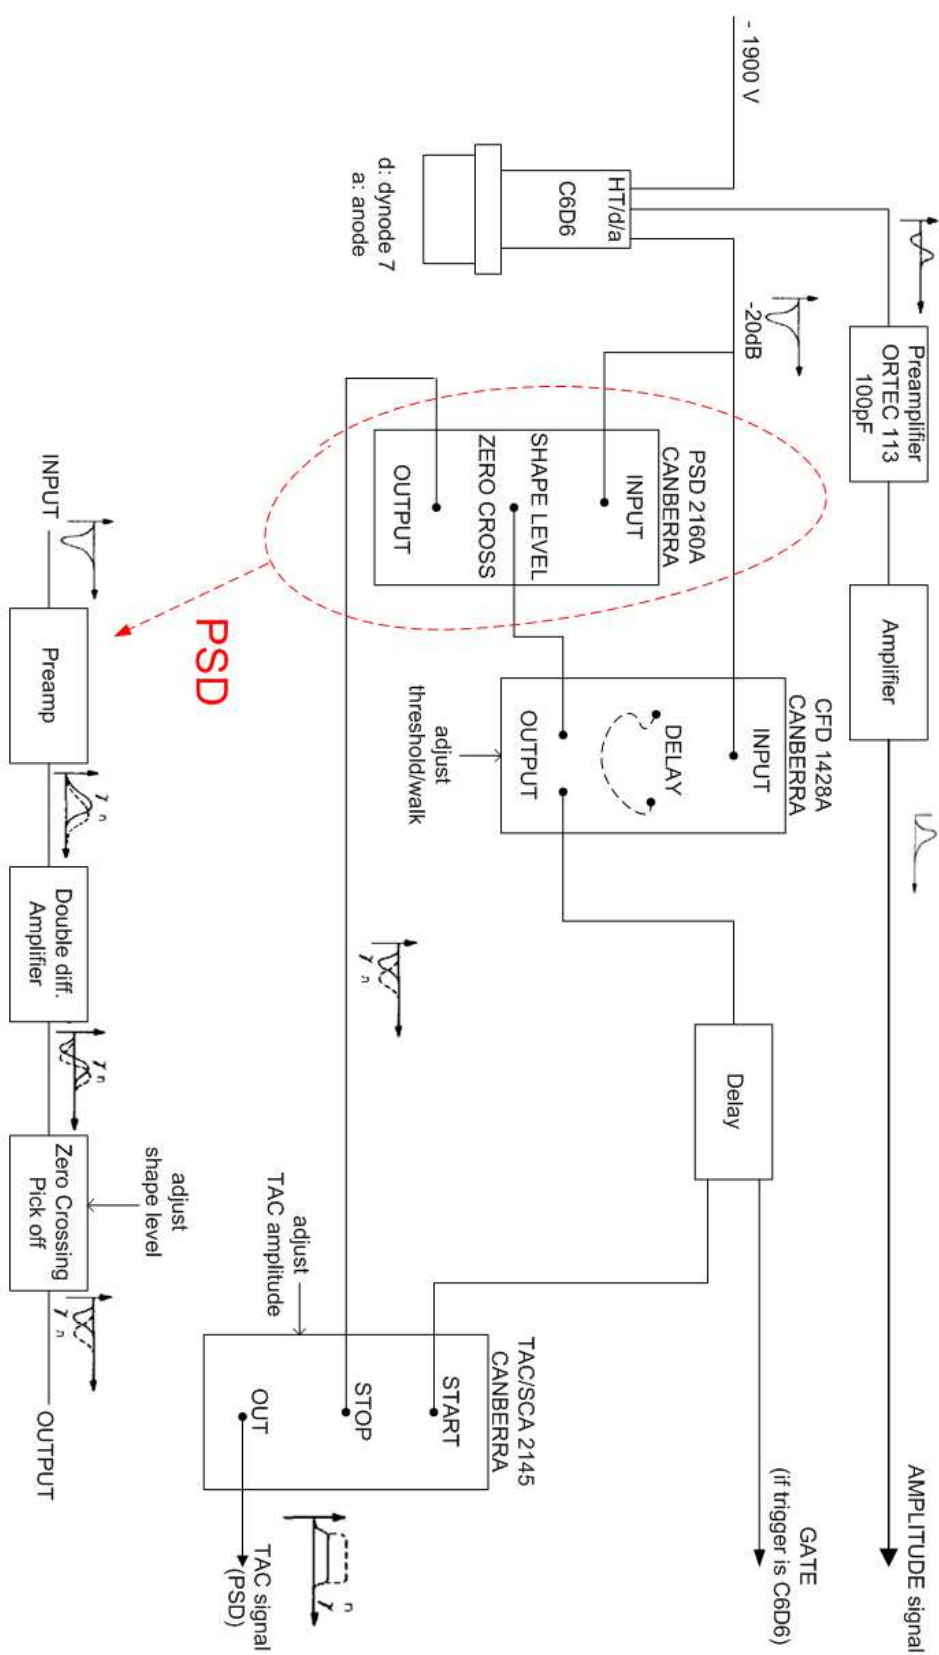 - 1900 V
HT/d/a
C6D6
d: dynode 7
a: anode
Preamplifier
ORTEC 113
100pF
Amplifier
AMPLITUDE signal
-20dB
PSD 2160A
CANBERRA
INPUT
SHAPE LEVEL
ZERO CROSS
OUTPUT
CFD 1428A
CANBERRA
INPUT
DELAY
OUTPUT
adjust
threshold/walk
Delay
GATE
(if trigger is C6D6)
γ n
TAC/SCA 2145
CANBERRA
START
STOP
OUT
adjust
TAC amplitude
n
γ
TAC signal
(PSD)
PSD
INPUT
Preamp
γ n
Double diff.
Amplifier
γ n
Zero Crossing
Pick off
adjust
shape level
γ n
OUTPUT